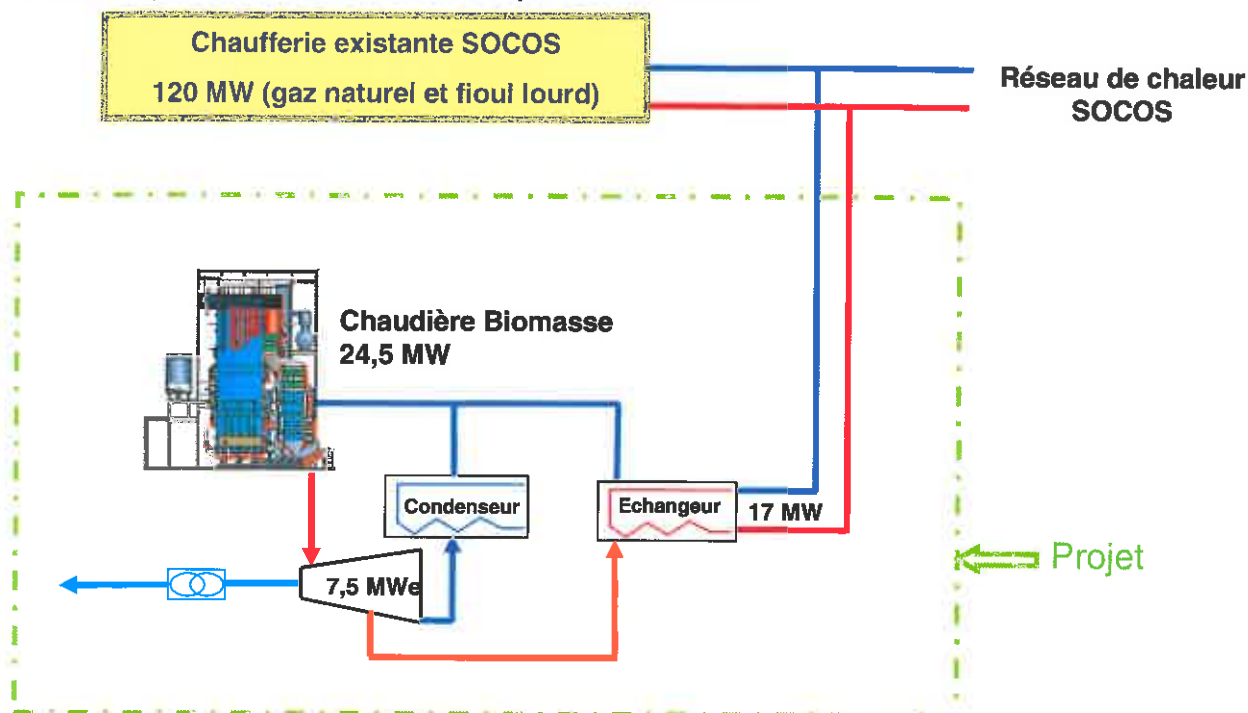 Chaufferie existante SOCOS
120 MW (gaz naturel et fioul lourd)
Réseau de chaleur
SOCOS
Chaudière Biomasse
24,5 MW
Condenseur
Echangeur
17 MW
7,5 MWe
Projet